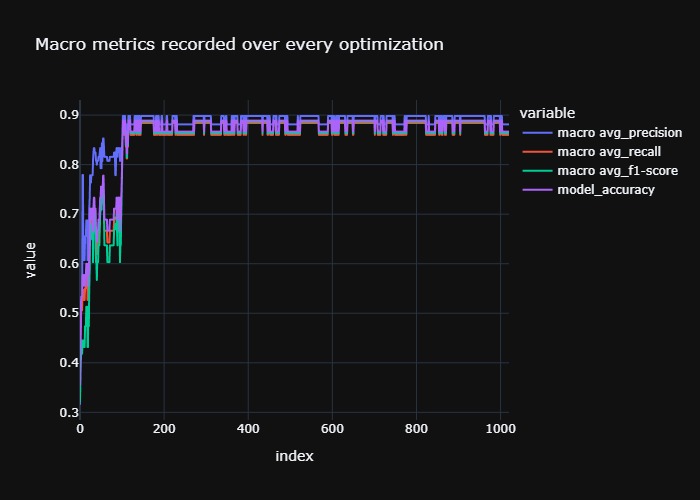 Macro metrics recorded over every optimization
variable
macro avg_precision
macro avg_recall
macro avg_f1-score
model_accuracy
0.9
0.8
0.7
0.6
0.5
0.4
0.3
value
0 200 400 600 800 1000
index